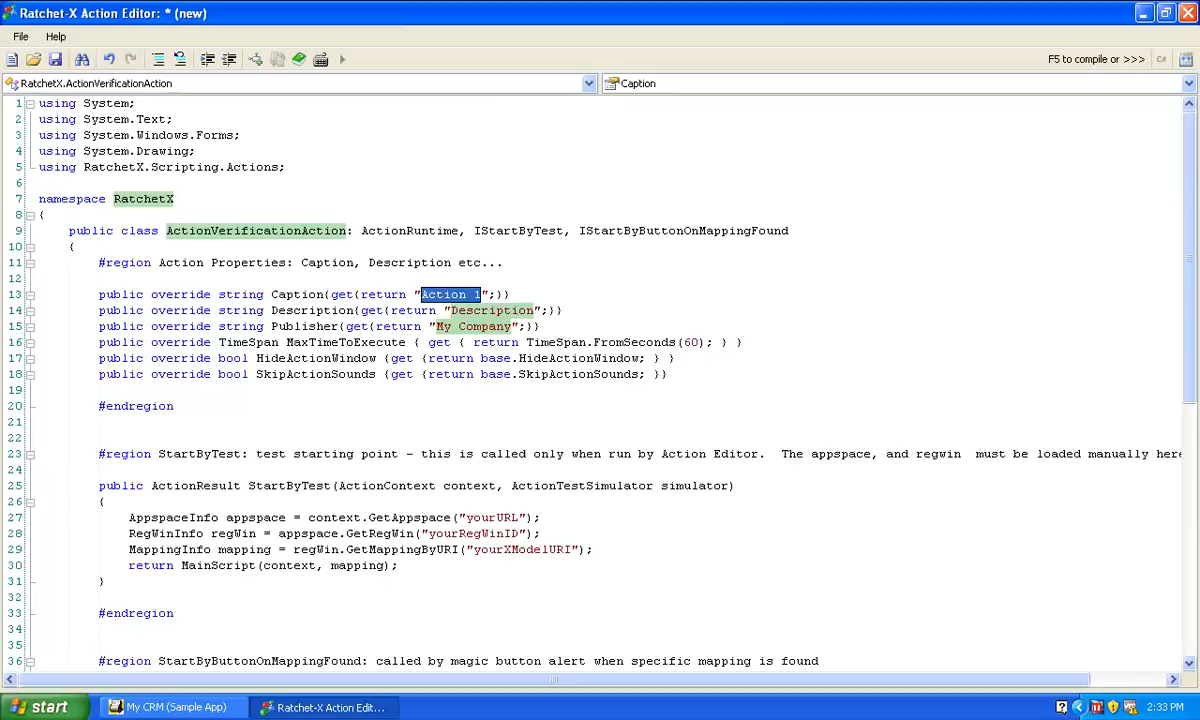 Ratchet-X Action Editor: * (new)
File Help
F5 to compile or >>> C#
RatchetX.ActionVerificationAction Caption
1 using System;
2 using System.Text;
3 using System.Windows.Forms;
4 using System.Drawing;
5 using RatchetX.Scripting.Actions;
6
7 namespace RatchetX
8 {
9 public class ActionVerificationAction: ActionRuntime, IStartByTest, IStartByButtonOnMappingFound
10 {
11 #region Action Properties: Caption, Description etc...
12
13 public override string Caption{get{return "Action 1";}}
14 public override string Description{get{return "Description";}}
15 public override string Publisher{get{return "My Company";}}
16 public override TimeSpan MaxTimeToExecute { get { return TimeSpan.FromSeconds(60); } }
17 public override bool HideActionWindow {get {return base.HideActionWindow; } }
18 public override bool SkipActionSounds {get {return base.SkipActionSounds; }}
19
20 #endregion
21
22
23 #region StartByTest: test starting point - this is called only when run by Action Editor. The appspace, and regwin must be loaded manually here
24
25 public ActionResult StartByTest(ActionContext context, ActionTestSimulator simulator)
26 {
27 AppspaceInfo appspace = context.GetAppspace("yourURL");
28 RegWinInfo regWin = appspace.GetRegWin("yourRegWinID");
29 MappingInfo mapping = regWin.GetMappingByURI("yourXModelURI");
30 return MainScript(context, mapping);
31 }
32
33 #endregion
34
35
36 #region StartByButtonOnMappingFound: called by magic button alert when specific mapping is found
start My CRM (Sample App) Ratchet-X Action Edit... 2:33 PM